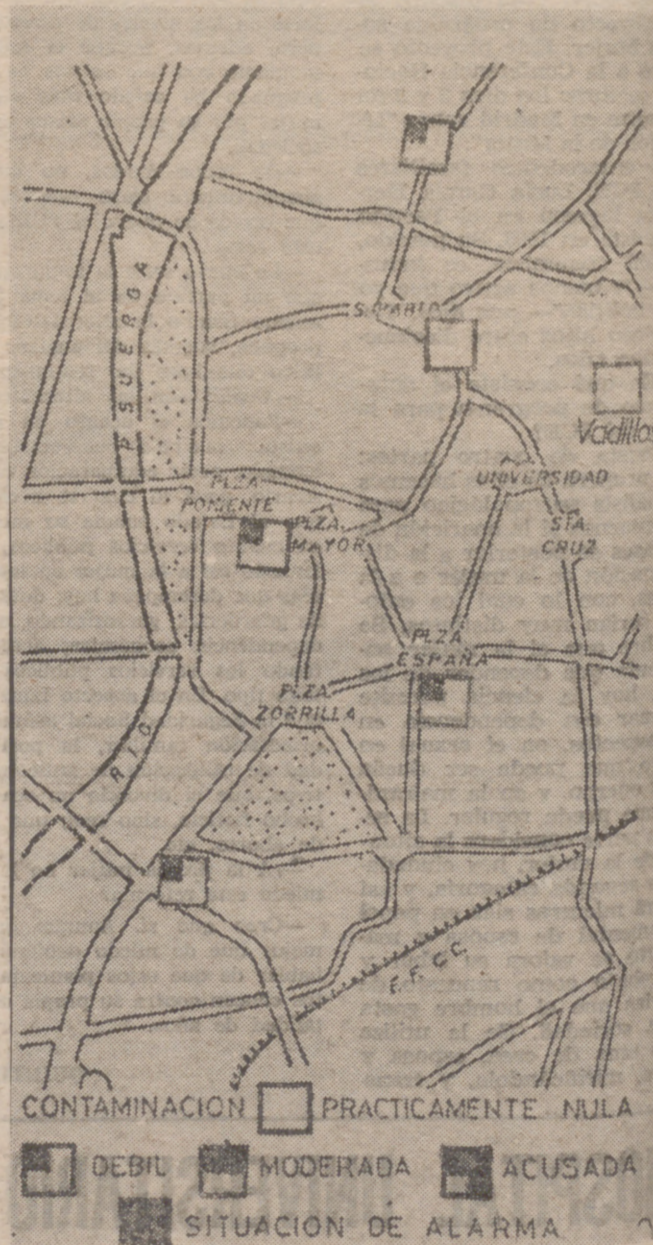 PISUERGA
S. PABLO
Vadillos
UNIVERSIDAD
PLZA
PONIENTE
PLZA
MAYOR
STA
CRUZ
PLZA
ESPAÑA
PLZA
ZORRILLA
RIO
F.F.C.C.
CONTAMINACION PRACTICAMENTE NULA
DEBIL MODERADA ACUSADA
SITUACION DE ALARMA